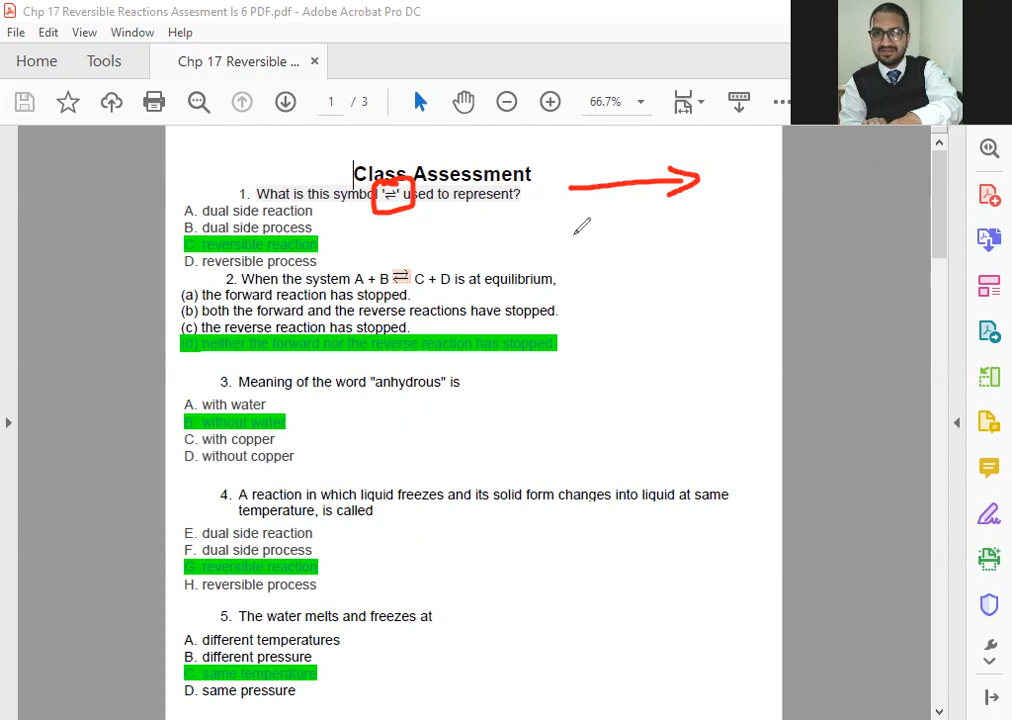 Chp 17 Reversible Reactions Assesment Is 6 PDF.pdf - Adobe Acrobat Pro DC
File Edit View Window Help
Home Tools Chp 17 Reversible ... ×
1 / 3 66.7%
Class Assessment
1. What is this symbol '⇌' used to represent?
A. dual side reaction
B. dual side process
C. reversible reaction
D. reversible process
2. When the system A + B ⇄ C + D is at equilibrium,
(a) the forward reaction has stopped.
(b) both the forward and the reverse reactions have stopped.
(c) the reverse reaction has stopped.
(d) neither the forward nor the reverse reaction has stopped.
3. Meaning of the word "anhydrous" is
A. with water
B. without water
C. with copper
D. without copper
4. A reaction in which liquid freezes and its solid form changes into liquid at same
temperature, is called
E. dual side reaction
F. dual side process
G. reversible reaction
H. reversible process
5. The water melts and freezes at
A. different temperatures
B. different pressure
C. same temperature
D. same pressure